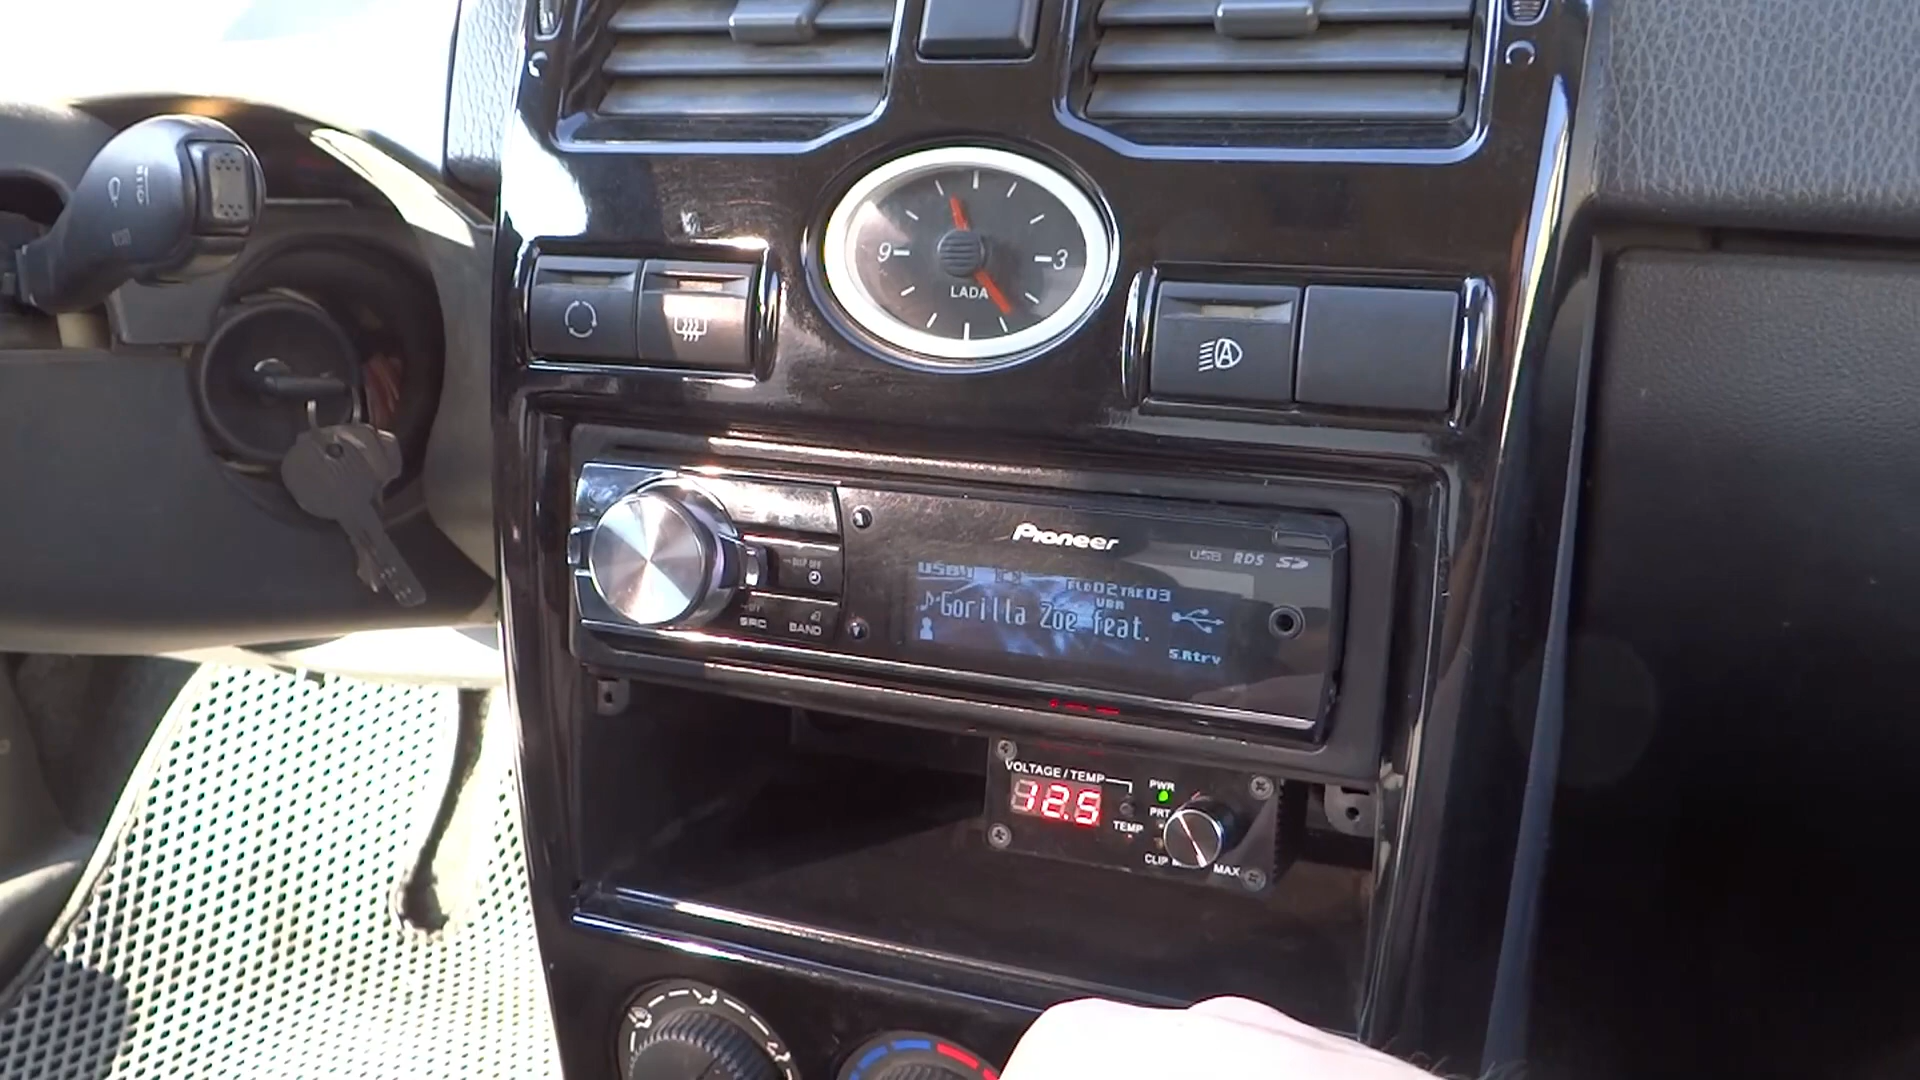 9
3
LADA
A
Pioneer
USB RDS SD
DISP OFF
FLD02TRK03
VBR
Gorilla Zoe feat.
SRC
BAND
S.Rtrv
VOLTAGE / TEMP
PWR
12.5
PRT
TEMP
CLIP
MAX